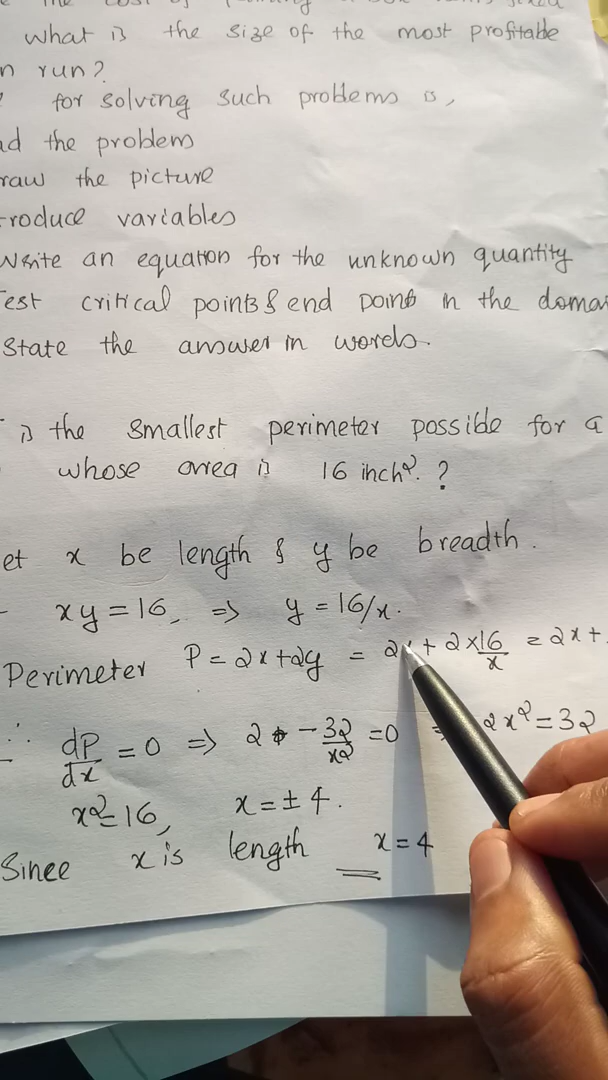 what is the size of the most profitable
n run?
for solving such problems is,
ad the problem
raw the picture
troduce variables
Write an equation for the unknown quantity
Test critical points & end points in the domai
State the answer in words.
is the smallest perimeter possible for a
whose area is 16 inch². ?
et x be length & y be breadth.
xy = 16, => y = 16/x.
Perimeter P = 2x+2y = 2x + 2×16/x = 2x +
∴ dP/dx = 0 => 2 - 32/x² = 0 = 2x² = 32
x² = 16, x = ± 4.
Since x is length x = 4